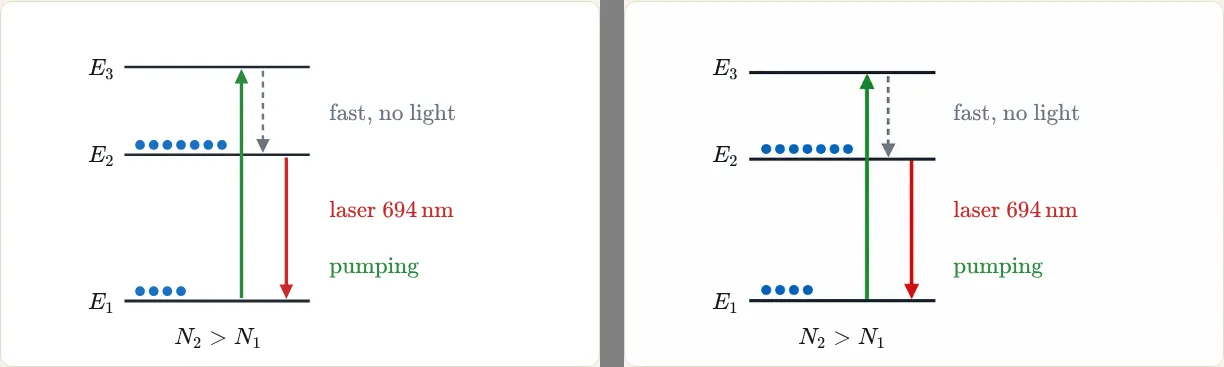 E₃
fast, no light
E₂
laser 694 nm
pumping
E₁
N₂ > N₁
E₃
fast, no light
E₂
laser 694 nm
pumping
E₁
N₂ > N₁